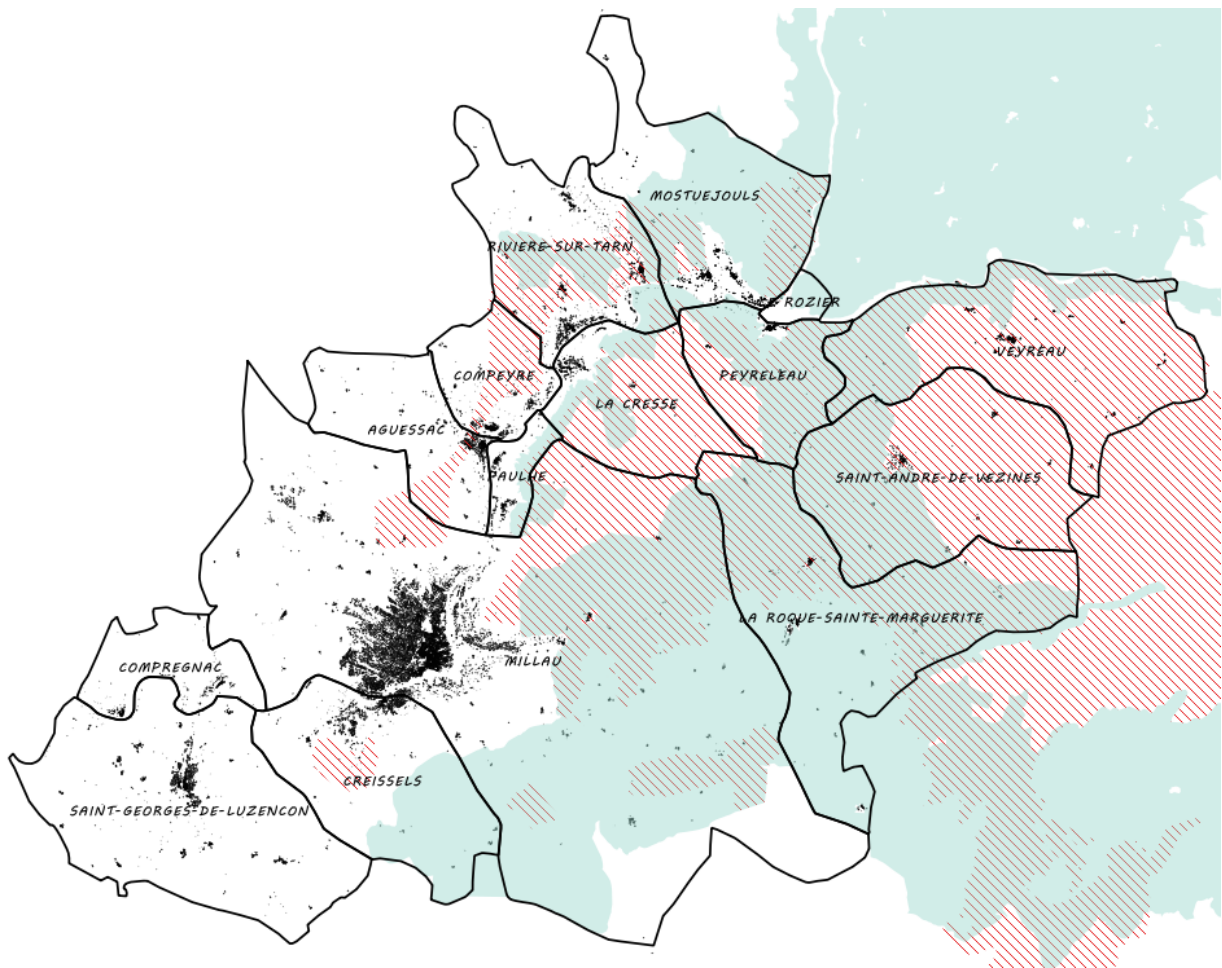 MOSTUEJOULS
RIVIERE-SUR-TARN
LE ROZIER
VEYREAU
COMPEYRE
PEYRELEAU
LA CRESSE
AGUESSAC
PAULHE
SAINT-ANDRE-DE-VEZINES
LA ROQUE-SAINTE-MARGUERITE
MILLAU
COMPREGNAC
CREISSELS
SAINT-GEORGES-DE-LUZENCON